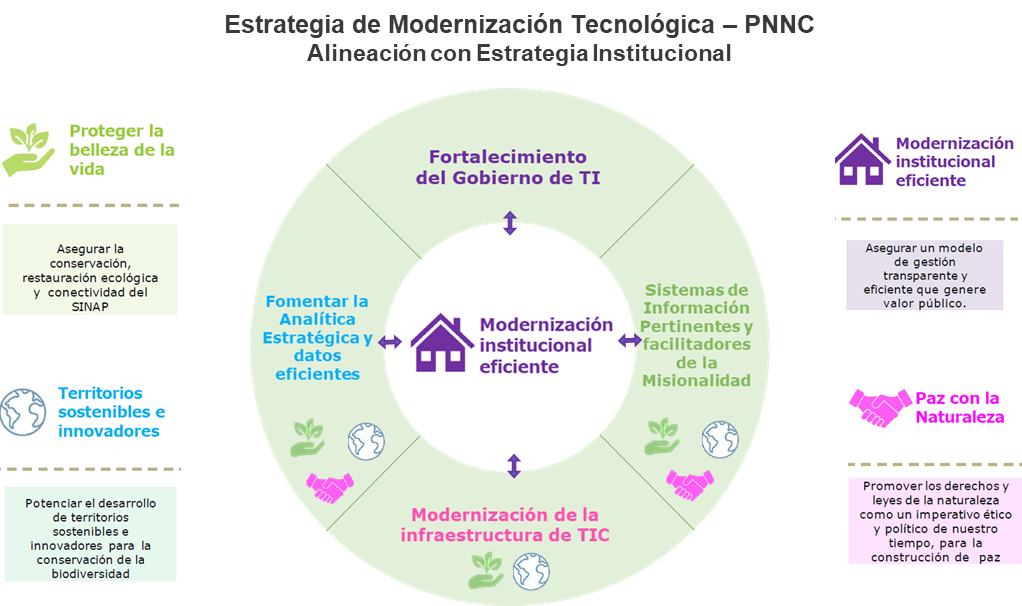 Estrategia de Modernización Tecnológica – PNNC
Alineación con Estrategia Institucional
Proteger la
belleza de la
vida
Asegurar la
conservación,
restauración ecológica
y conectividad del
SINAP
Territorios
sostenibles e
innovadores
Potenciar el desarrollo
de territorios
sostenibles e
innovadores para la
conservación de la
biodiversidad
Fortalecimiento
del Gobierno de TI
Fomentar la
Analítica
Estratégica y
datos
eficientes
Modernización
institucional
eficiente
Sistemas de
Información
Pertinentes y
facilitadores
de la
Misionalidad
Modernización de la
infraestructura de TIC
Modernización
institucional
eficiente
Asegurar un modelo
de gestión
transparente y
eficiente que genere
valor público.
Paz con la
Naturaleza
Promover los derechos y
leyes de la naturaleza
como un imperativo ético
y político de nuestro
tiempo, para la
construcción de paz